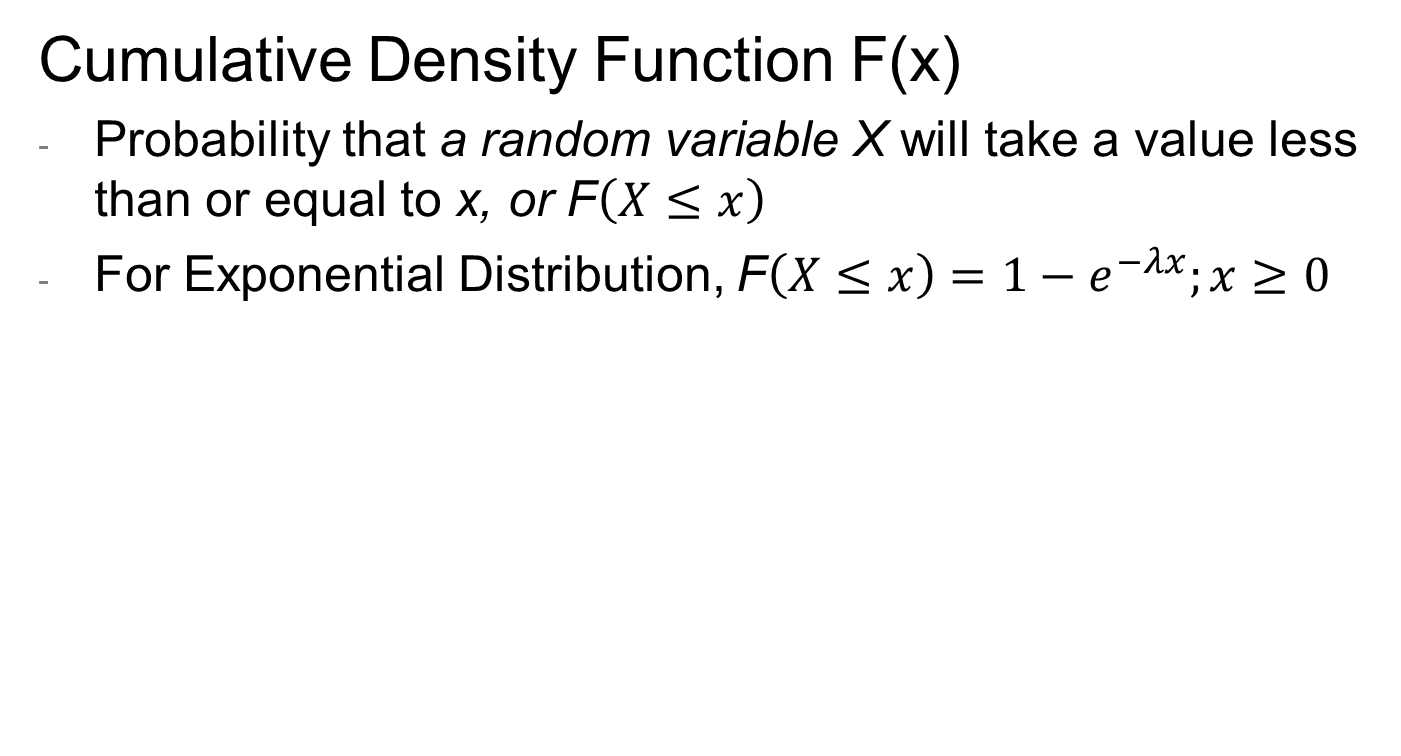 Cumulative Density Function F(x)
- Probability that a random variable X will take a value less
than or equal to x, or F(X ≤ x)
- For Exponential Distribution, F(X ≤ x) = 1 − e^{−λx}; x ≥ 0